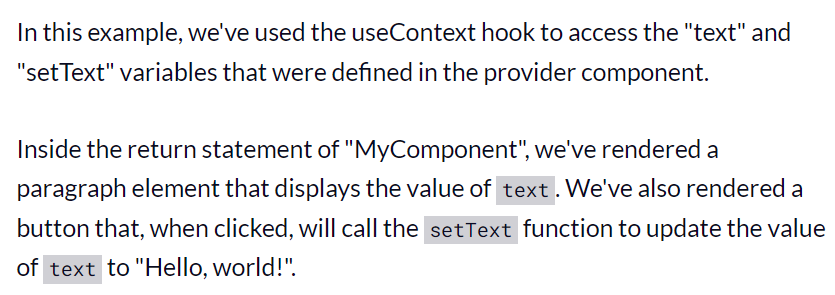 In this example, we've used the useContext hook to access the "text" and
"setText" variables that were defined in the provider component.
Inside the return statement of "MyComponent", we've rendered a
paragraph element that displays the value of text. We've also rendered a
button that, when clicked, will call the setText function to update the value
of text to "Hello, world!".